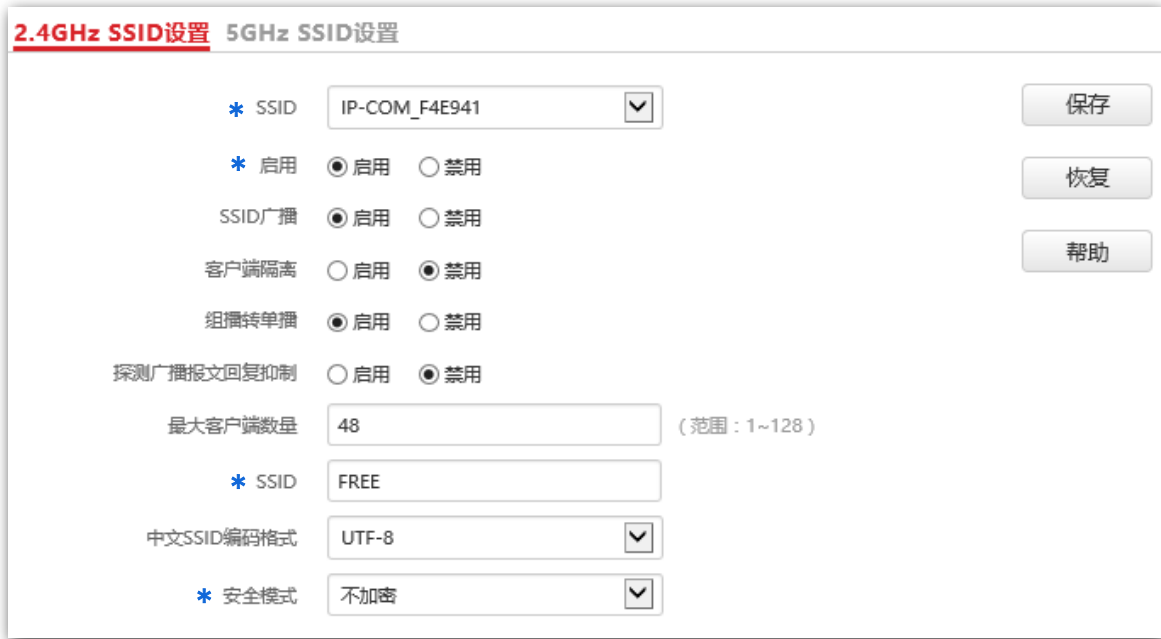 2.4GHz SSID设置 5GHz SSID设置
* SSID IP-COM_F4E941 保存
* 启用 启用 禁用 恢复
SSID广播 启用 禁用
客户端隔离 启用 禁用 帮助
组播转单播 启用 禁用
探测广播报文回复抑制 启用 禁用
最大客户端数量 48 (范围:1~128)
* SSID FREE
中文SSID编码格式 UTF-8
* 安全模式 不加密